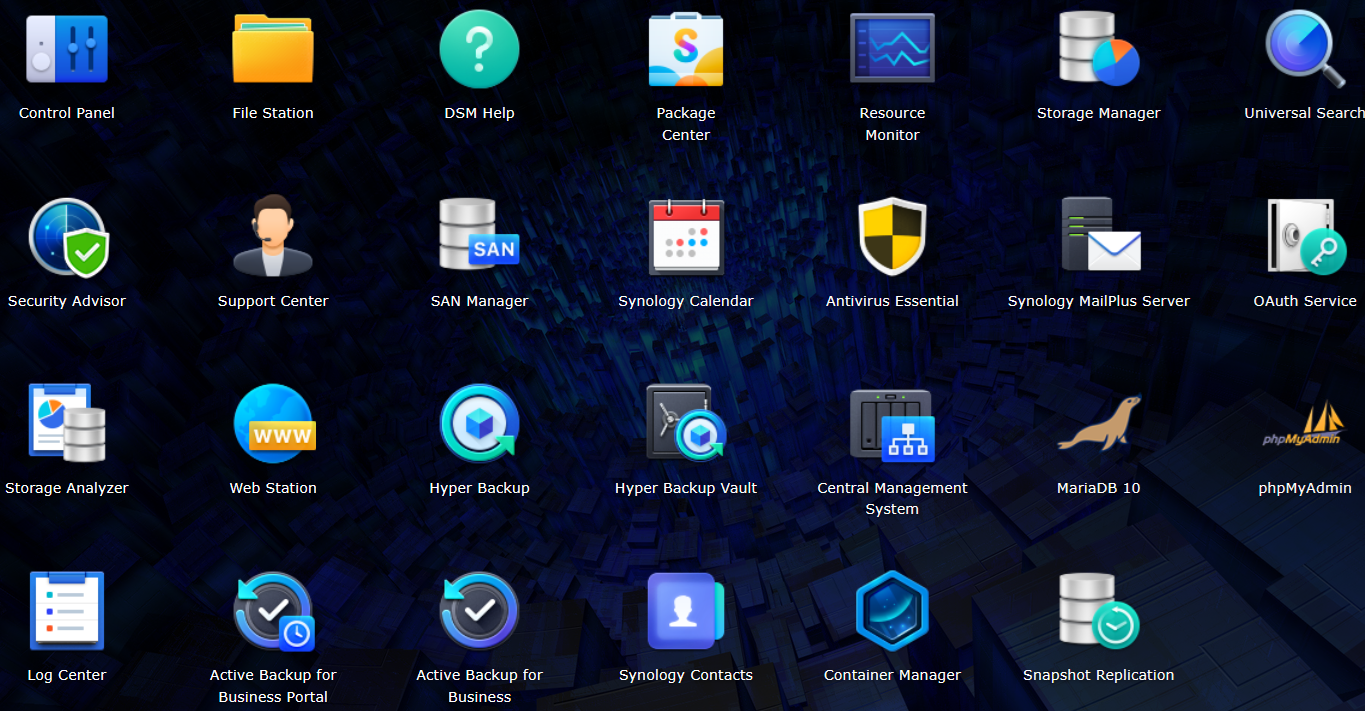 Control Panel
File Station
DSM Help
Package
Center
Resource
Monitor
Storage Manager
Universal Search
Security Advisor
Support Center
SAN
SAN Manager
Synology Calendar
Antivirus Essential
Synology MailPlus Server
OAuth Service
Storage Analyzer
WWW
Web Station
Hyper Backup
Hyper Backup Vault
Central Management
System
MariaDB 10
phpMyAdmin
phpMyAdmin
Log Center
Active Backup for
Business Portal
Active Backup for
Business
Synology Contacts
Container Manager
Snapshot Replication